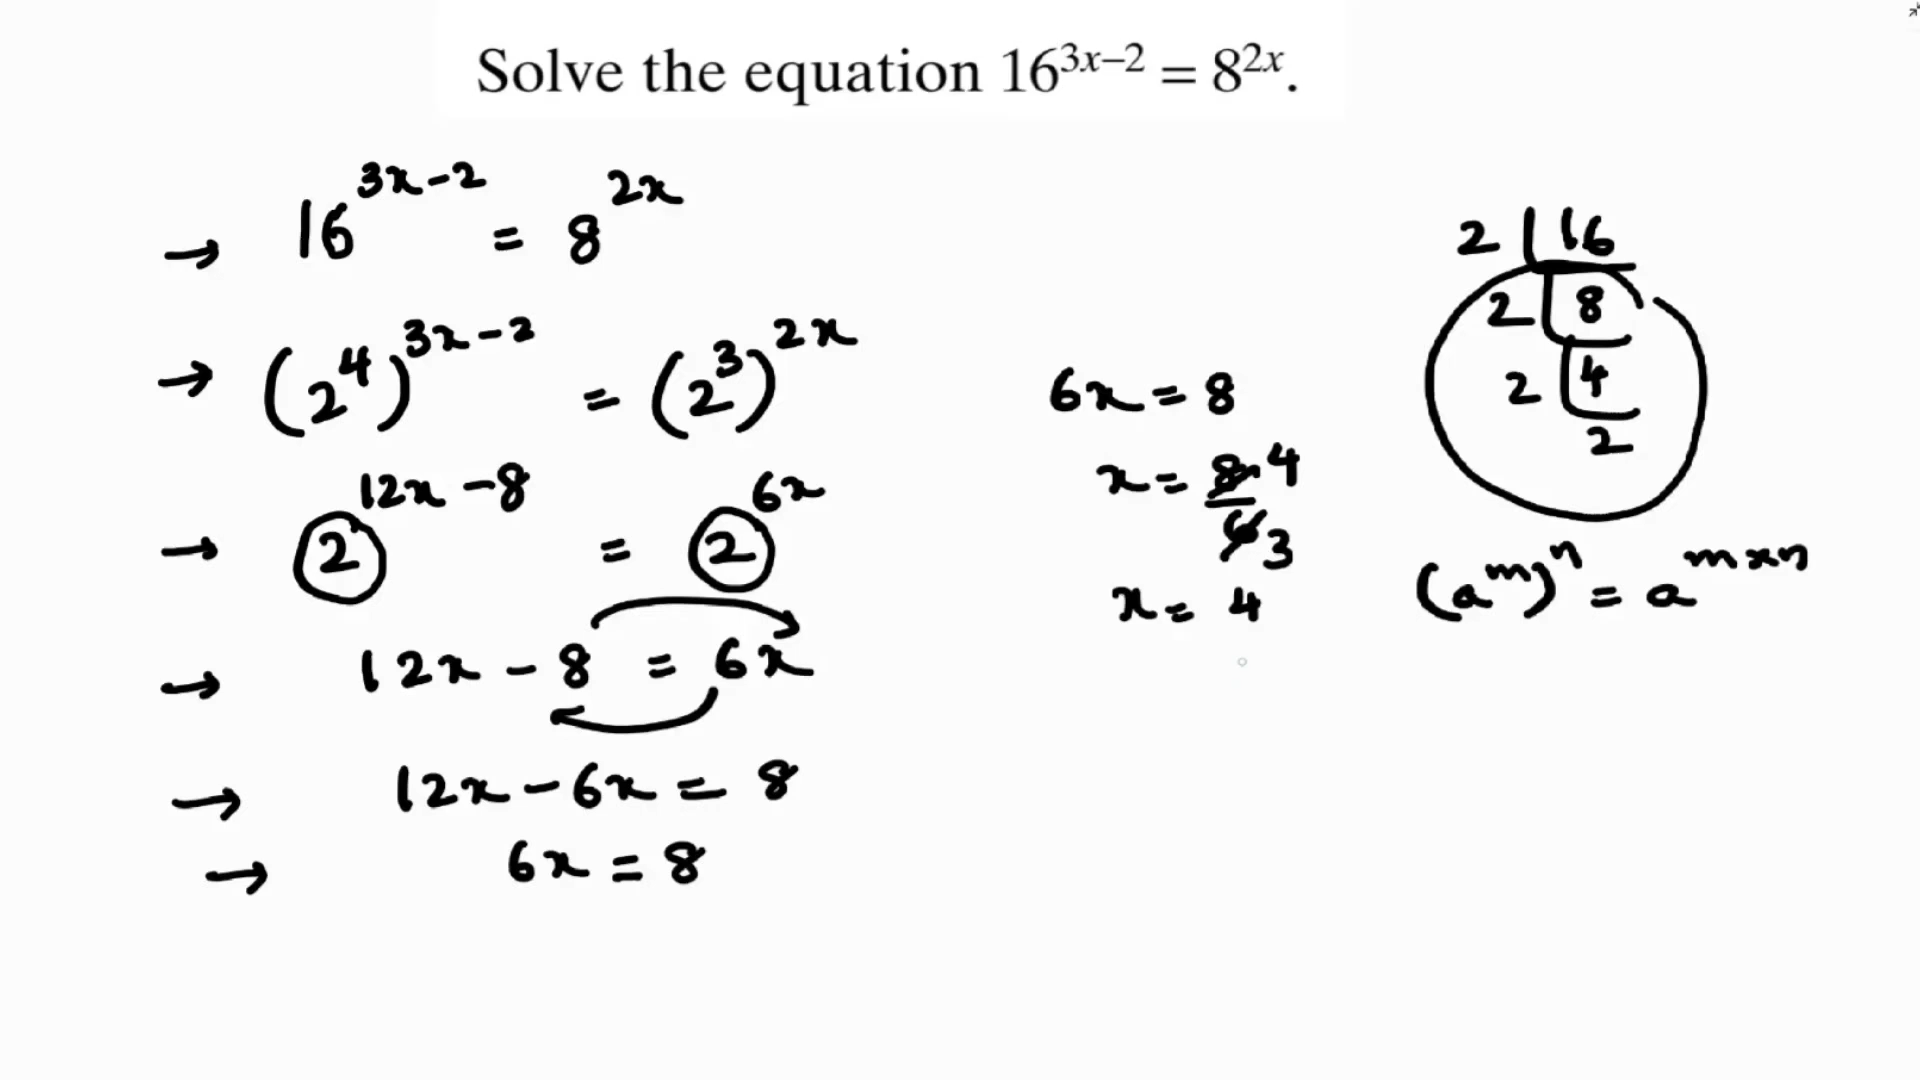 Solve the equation 16^{3x–2} = 8^{2x}.
→ 16^{3x-2} = 8^{2x}
→ (2^4)^{3x-2} = (2^3)^{2x}
→ 2^{12x-8} = 2^{6x}
→ 12x - 8 = 6x
→ 12x - 6x = 8
→ 6x = 8
6x = 8
x = 8/6 4/3
x = 4
2 | 16
2 | 8
2 | 4
2
(a^m)^n = a^{m×n}